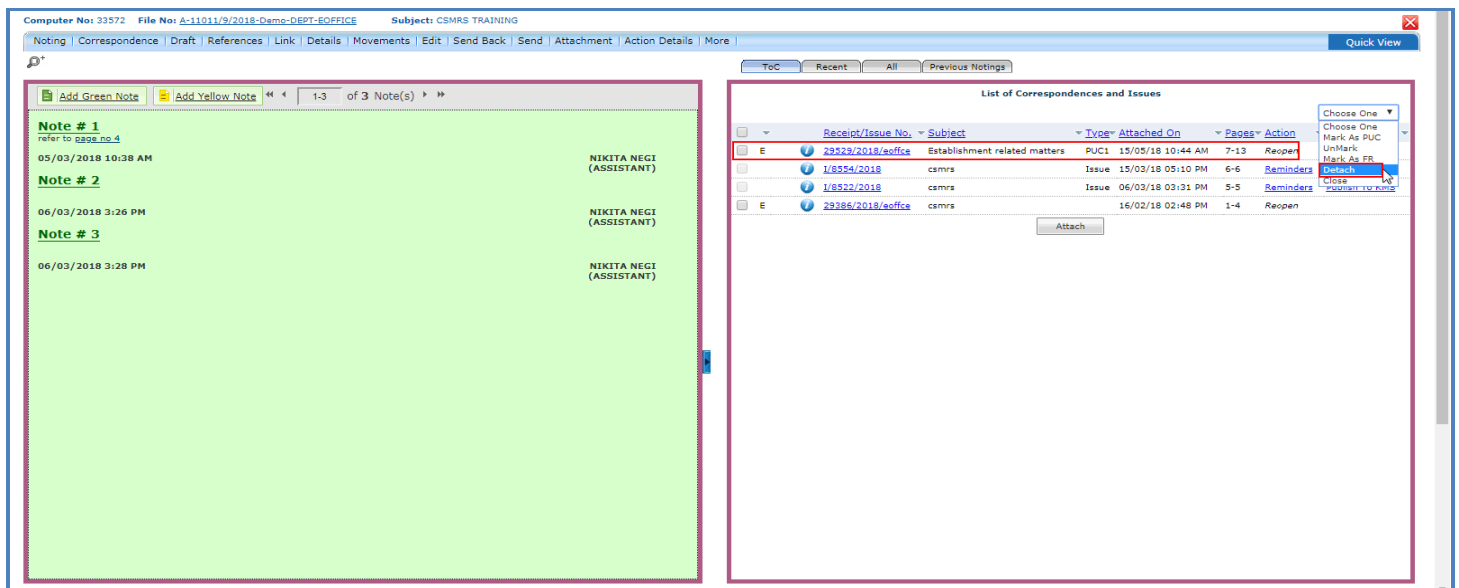 Computer No: 33572 File No: A-11011/9/2018-Demo-DEPT-EOFFICE Subject: CSMRS TRAINING
Noting | Correspondence | Draft | References | Link | Details | Movements | Edit | Send Back | Send | Attachment | Action Details | More |
Quick View
ToC Recent All Previous Notings
Add Green Note Add Yellow Note 1-3 of 3 Note(s)
Note # 1
refer to page no 4
05/03/2018 10:38 AM NIKITA NEGI
(ASSISTANT)
Note # 2
06/03/2018 3:26 PM NIKITA NEGI
(ASSISTANT)
Note # 3
06/03/2018 3:28 PM NIKITA NEGI
(ASSISTANT)
List of Correspondences and Issues
Choose One
Choose One
Mark As PUC
UnMark
Mark As FR
Detach
Close
Receipt/Issue No. Subject Type Attached On Pages Action
E 29529/2018/eoffce Establishment related matters PUC1 15/05/18 10:44 AM 7-13 Reopen
I/8554/2018 csmrs Issue 15/03/18 05:10 PM 6-6 Reminders
I/8522/2018 csmrs Issue 06/03/18 03:31 PM 5-5 Reminders Publish To KMS
E 29386/2018/eoffce csmrs 16/02/18 02:48 PM 1-4 Reopen
Attach